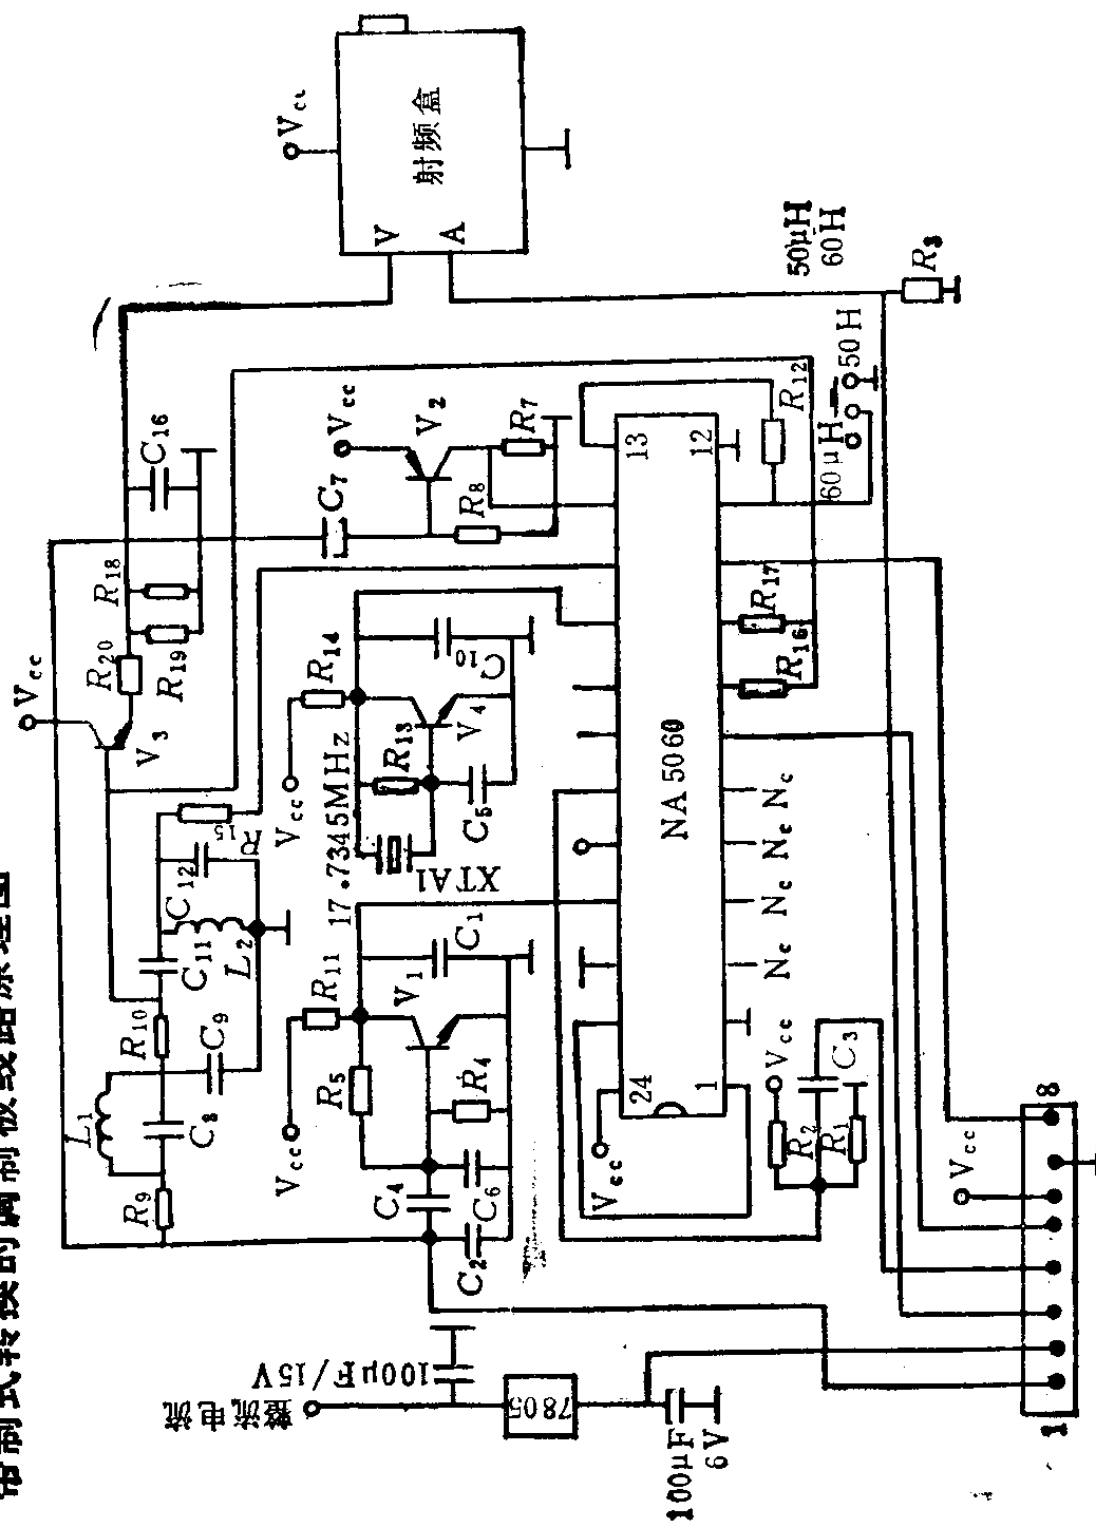 带制式转换的调制板线路原理图
Vcc
射频盒
V
A
Vcc
R20
R18
C16
R19
V3
L1
R10
C11
C12
R15
R9
C8
C9
L2
C7
Vcc
V2
R8
R7
Vcc
R11
17.7345MHz
Vcc
R14
R5
V1
C1
R13
C10
XTA1
V4
C5
C4
R4
C2
C6
整流电流
100μF/15V
7805
100μF
6V
Vcc
24
13
NA5060
1
12
Nc
Nc
Nc
Nc
R16
R17
R12
60μH
50H
50μH
60H
R3
Vcc
R2
R1
C3
Vcc
1
8